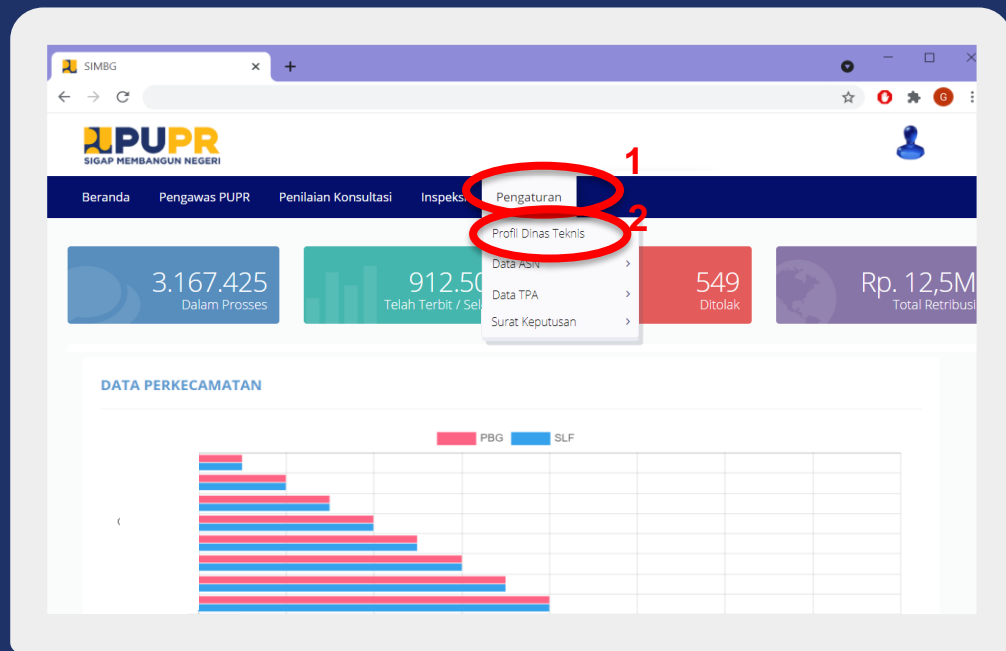 SIMBG
G
PUPR
SIGAP MEMBANGUN NEGERI
1
Beranda Pengawas PUPR Penilaian Konsultasi Inspeksi Pengaturan
2
Profil Dinas Teknis
Data ASN
Data TPA
Surat Keputusan
3.167.425
Dalam Prosses
912.50
Telah Terbit / Sel
549
Ditolak
Rp. 12,5M
Total Retribusi
DATA PERKECAMATAN
PBG SLF